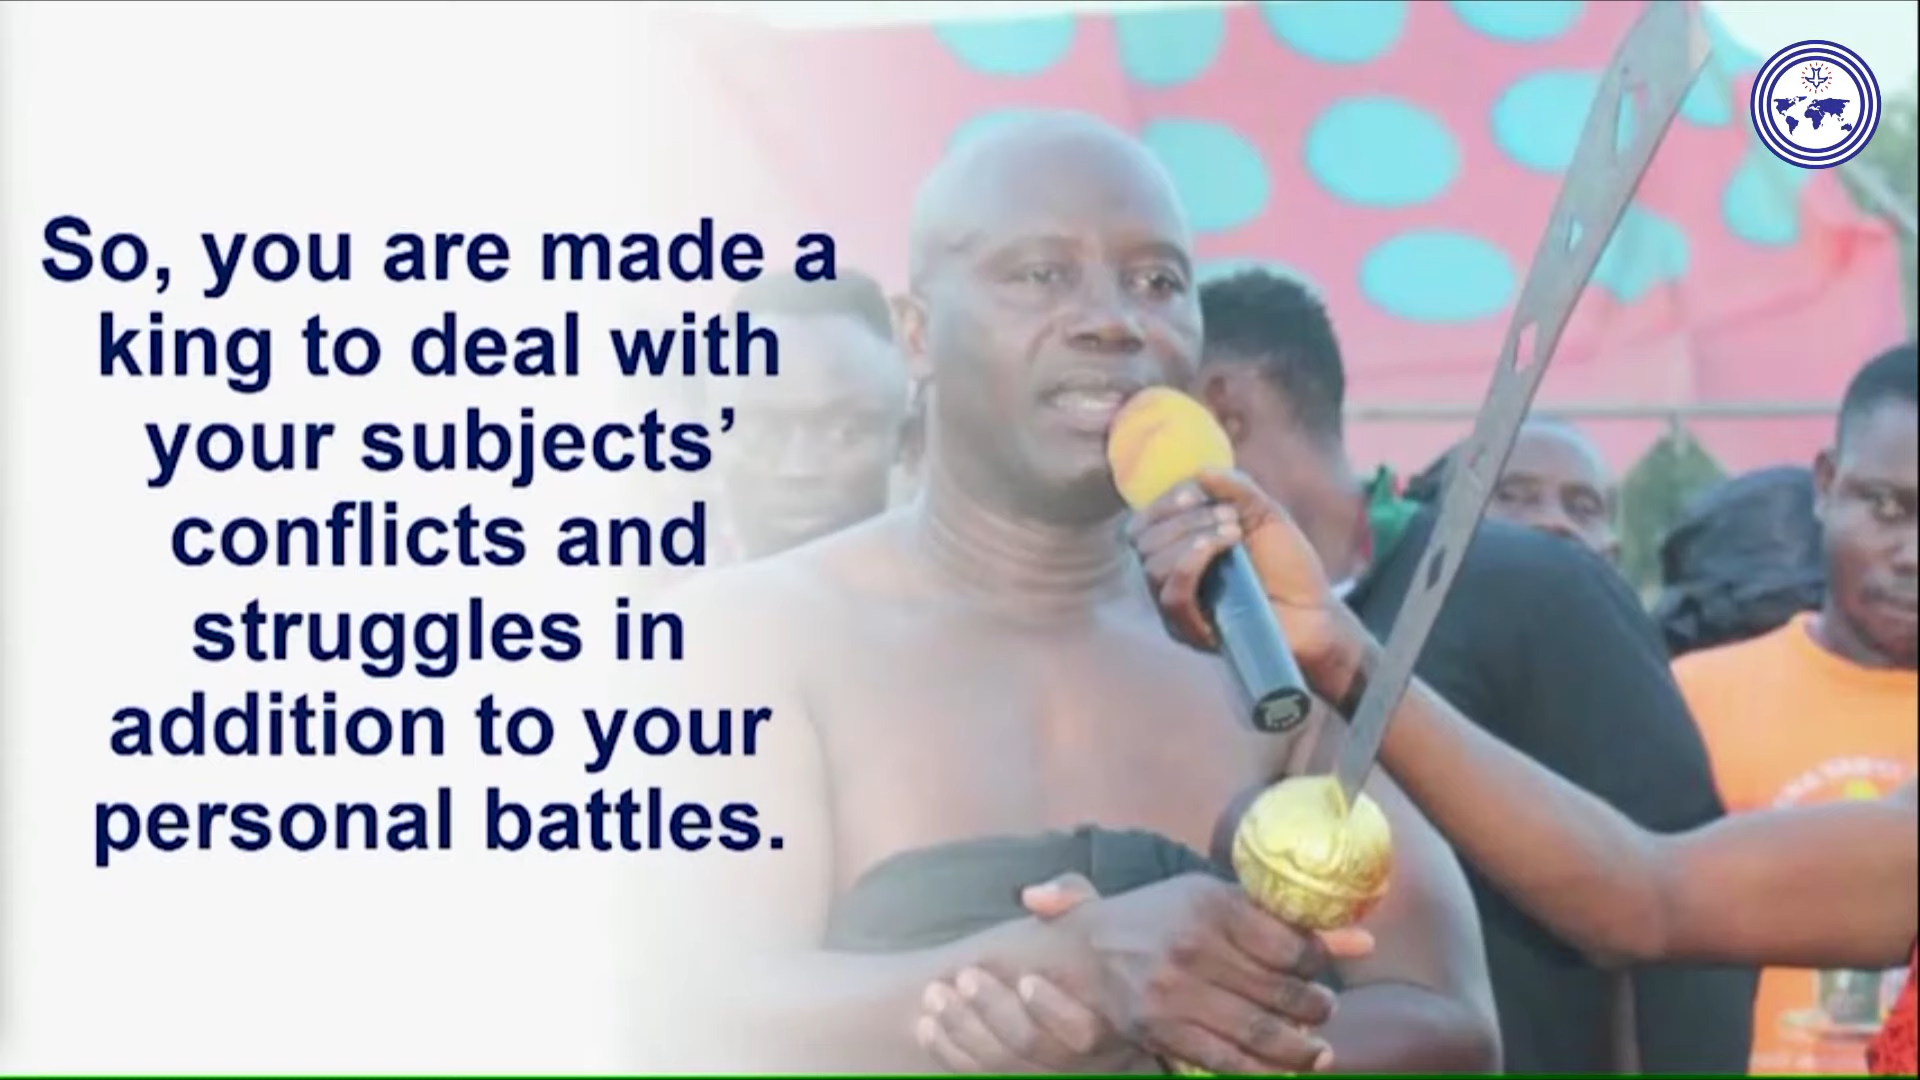 So, you are made a
king to deal with
your subjects’
conflicts and
struggles in
addition to your
personal battles.